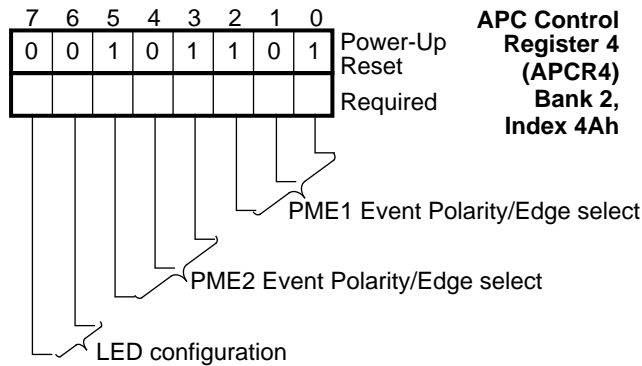 7 6 5 4 3 2 1 0
APC Control
Register 4
(APCR4)
Bank 2,
Index 4Ah
0 0 1 0 1 1 0 1
Power-Up
Reset
Required
PME1 Event Polarity/Edge select
PME2 Event Polarity/Edge select
LED configuration